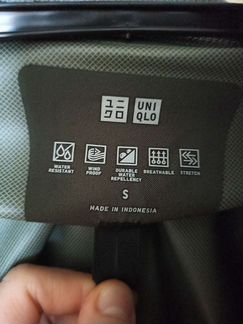 ユニ UNI
クロ QLO
WATER RESISTANT
WIND PROOF
DURABLE WATER REPELLENCY
BREATHABLE
STRETCH
S
MADE IN INDONESIA